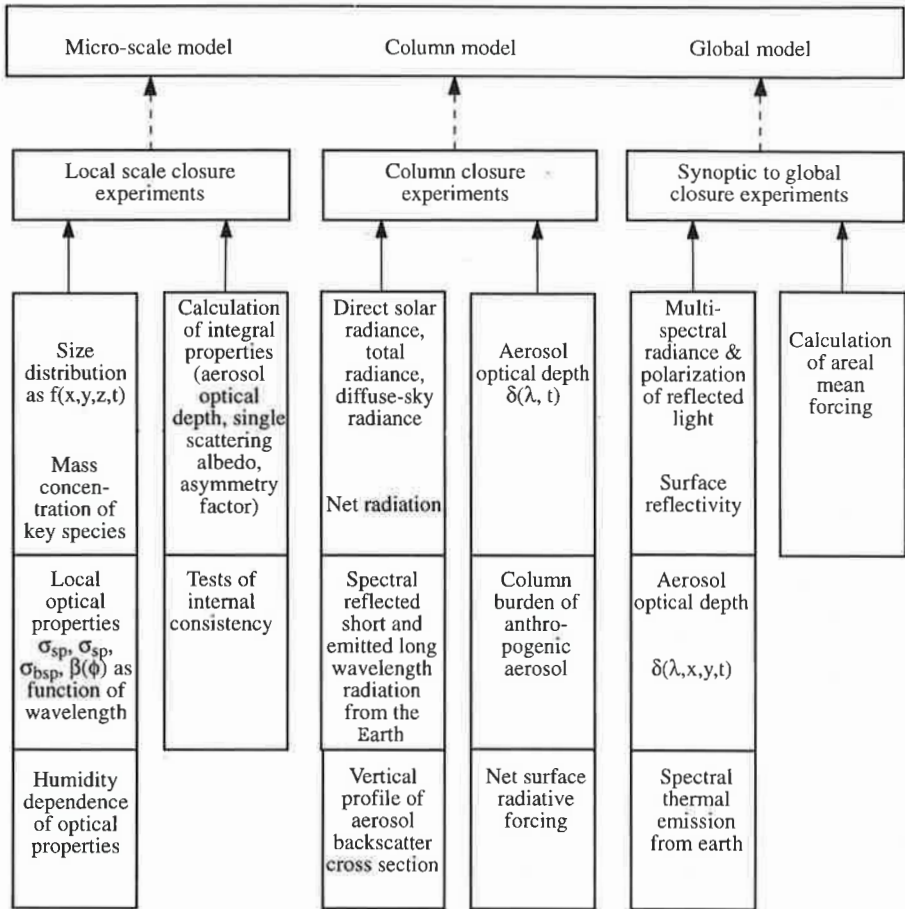 Micro-scale model
Column model
Global model
Local scale closure
experiments
Column closure
experiments
Synoptic to global
closure experiments
Size
distribution
as f(x,y,z,t)
Mass
concen-
tration of
key species
Local
optical
properties
σsp, σsp,
σbsp, β(ϕ) as
function of
wavelength
Humidity
dependence
of optical
properties
Calculation
of integral
properties
(aerosol
optical
depth, single
scattering
albedo,
asymmetry
factor)
Tests of
internal
consistency
Direct solar
radiance,
total
radiance,
diffuse-sky
radiance
Net radiation
Spectral
reflected
short and
emitted long
wavelength
radiation
from the
Earth
Vertical
profile of
aerosol
backscatter
cross section
Aerosol
optical depth
δ(λ, t)
Column
burden of
anthro-
pogenic
aerosol
Net surface
radiative
forcing
Multi-
spectral
radiance &
polarization
of reflected
light
Surface
reflectivity
Aerosol
optical depth
δ(λ,x,y,t)
Spectral
thermal
emission
from earth
Calculation
of areal
mean
forcing